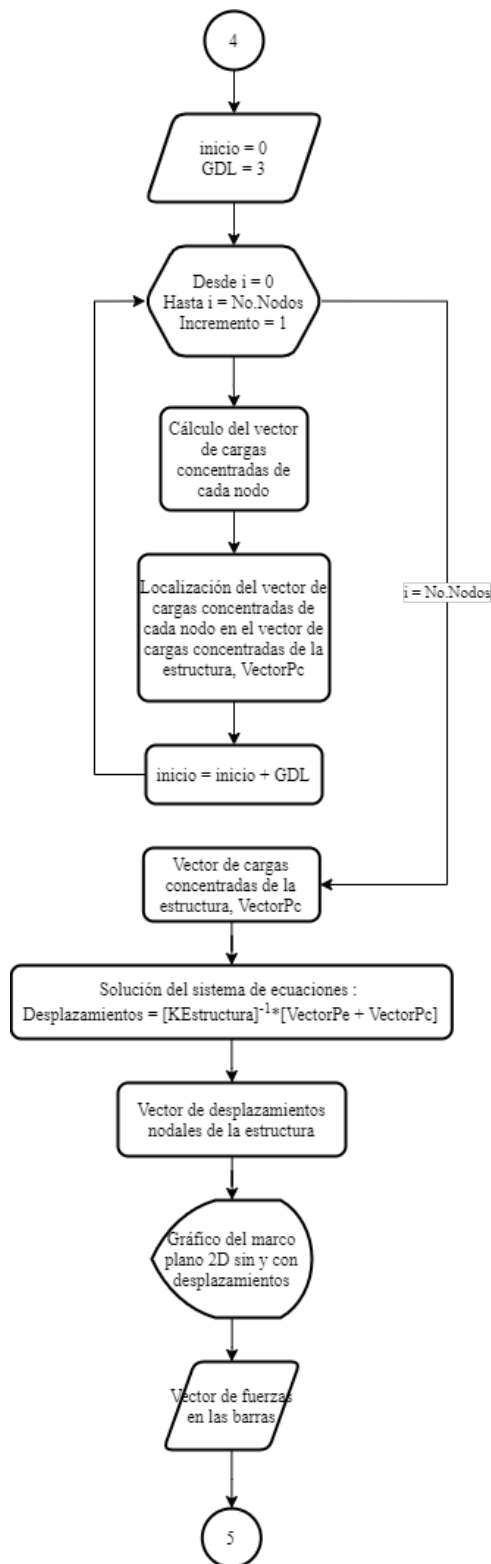 4
inicio = 0
GDL = 3
Desde i = 0
Hasta i = No.Nodos
Incremento = 1
Cálculo del vector
de cargas
concentradas de
cada nodo
i = No.Nodos
Localización del vector de
cargas concentradas de
cada nodo en el vector de
cargas concentradas de la
estructura, VectorPc
inicio = inicio + GDL
Vector de cargas
concentradas de la
estructura, VectorPc
Solución del sistema de ecuaciones :
Desplazamientos = [KEstructura]⁻¹*[VectorPe + VectorPc]
Vector de desplazamientos
nodales de la estructura
Gráfico del marco
plano 2D sin y con
desplazamientos
Vector de fuerzas
en las barras
5